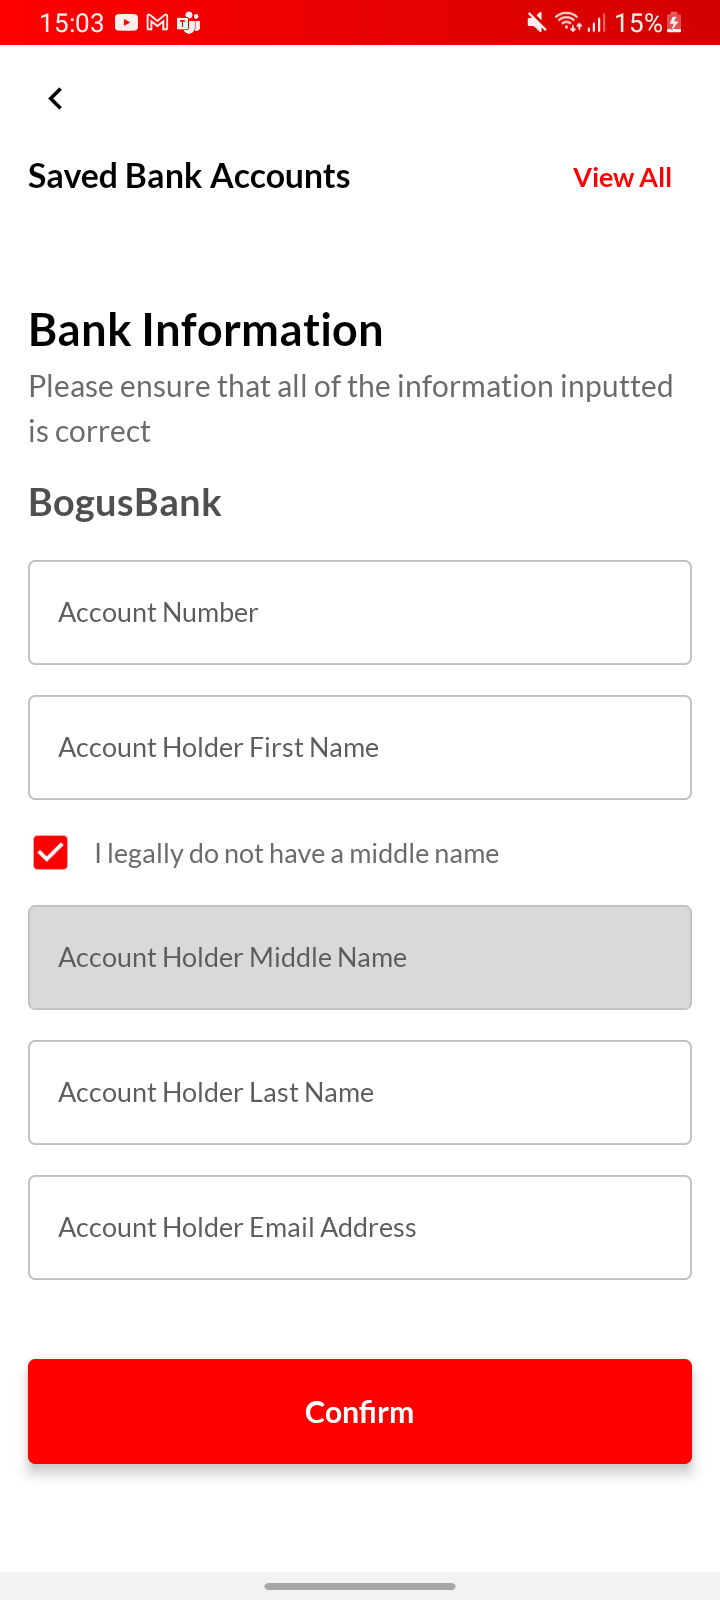 15:03
15%
Saved Bank Accounts
View All
Bank Information
Please ensure that all of the information inputted
is correct
BogusBank
Account Number
Account Holder First Name
I legally do not have a middle name
Account Holder Middle Name
Account Holder Last Name
Account Holder Email Address
Confirm